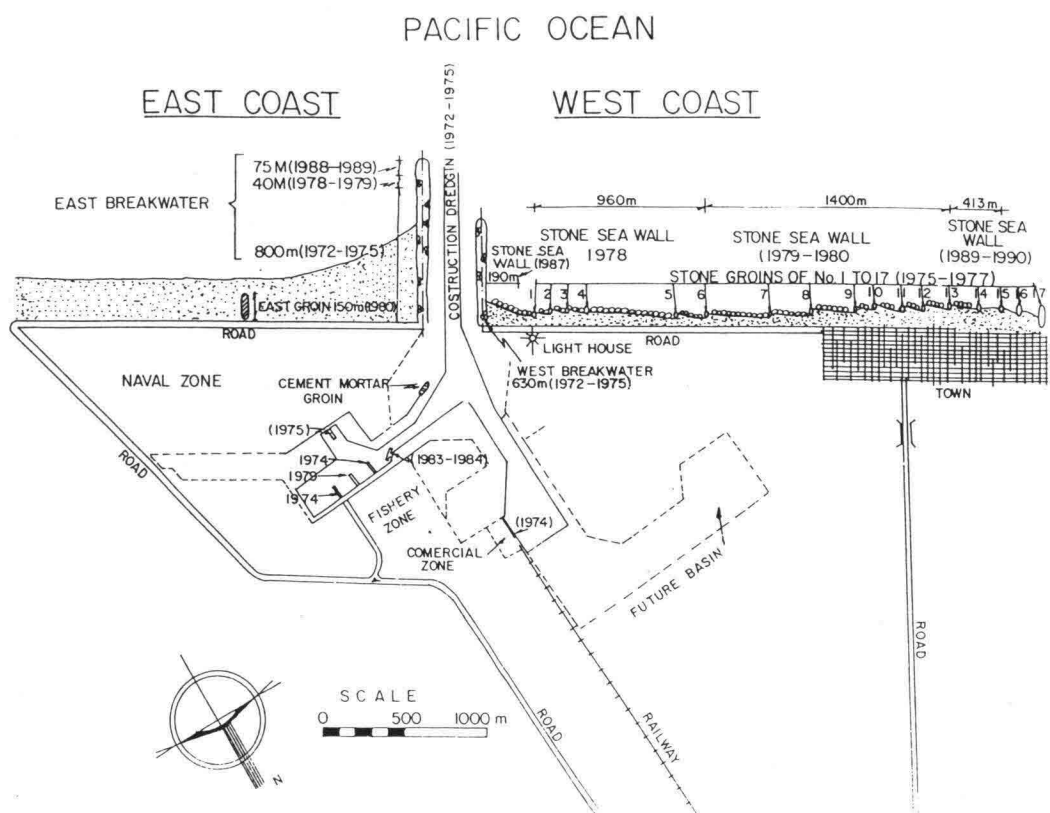 PACIFIC OCEAN
EAST COAST
WEST COAST
COSTRUCTION DREDGIN (1972-1975)
75M(1988-1989)
40M(1978-1979)
EAST BREAKWATER
800m(1972-1975)
EAST GROIN 150m(1980)
ROAD
960m
1400m
413m
STONE SEA WALL
1978
STONE SEA WALL
(1979-1980
STONE SEA
WALL
(1989-1990)
STONE SEA
WALL (1987)
190m
STONE GROINS OF No. 1 TO 17 (1975-1977)
1 2 3 4 5 6 7 8 9 10 11 12 13 14 15 16 17
LIGHT HOUSE
ROAD
WEST BREAKWATER
630m(1972-1975)
TOWN
NAVAL ZONE
CEMENT MORTAR
GROIN
ROAD
(1975)
1974
1979
1974
(1983-1984)
FISHERY
ZONE
(1974)
COMERCIAL
ZONE
FUTURE BASIN
ROAD
SCALE
0 500 1000 m
N
ROAD
RAILWAY